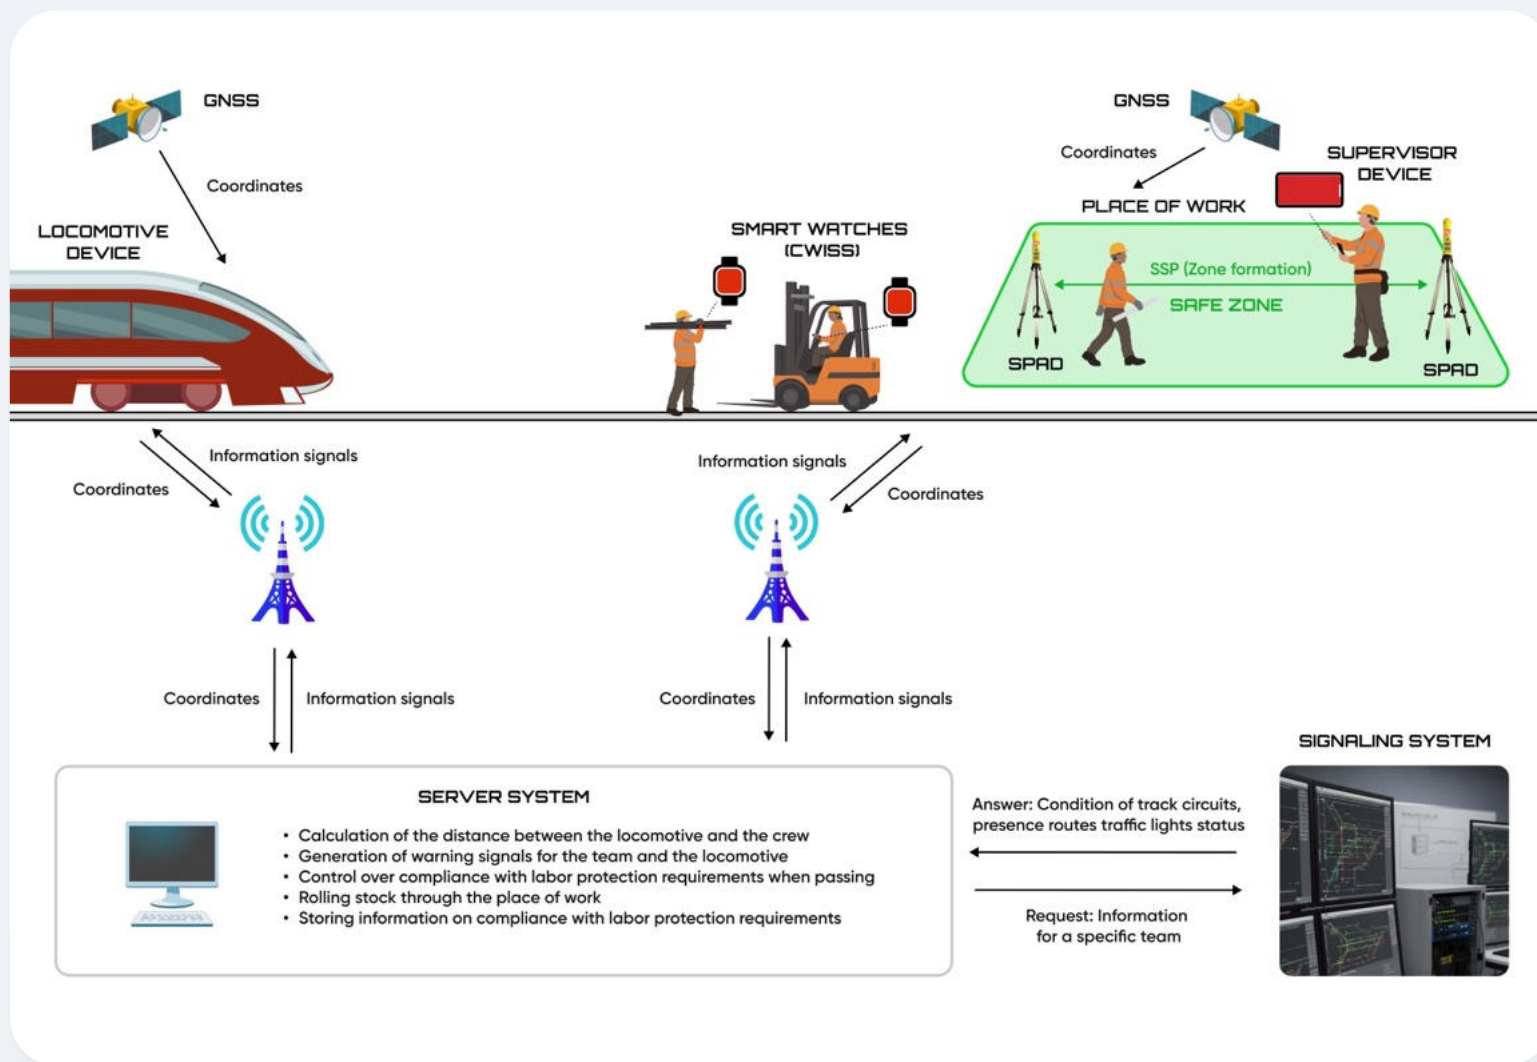 GNSS
Coordinates
LOCOMOTIVE
DEVICE
SMART WATCHES
(CWISS)
GNSS
Coordinates
SUPERVISOR
DEVICE
PLACE OF WORK
SSP (Zone formation)
SAFE ZONE
SPAD
SPAD
Information signals
Coordinates
Information signals
Coordinates
Coordinates
Information signals
Coordinates
Information signals
SERVER SYSTEM
• Calculation of the distance between the locomotive and the crew
• Generation of warning signals for the team and the locomotive
• Control over compliance with labor protection requirements when passing
• Rolling stock through the place of work
• Storing information on compliance with labor protection requirements
SIGNALING SYSTEM
Answer: Condition of track circuits,
presence routes traffic lights status
Request: Information
for a specific team